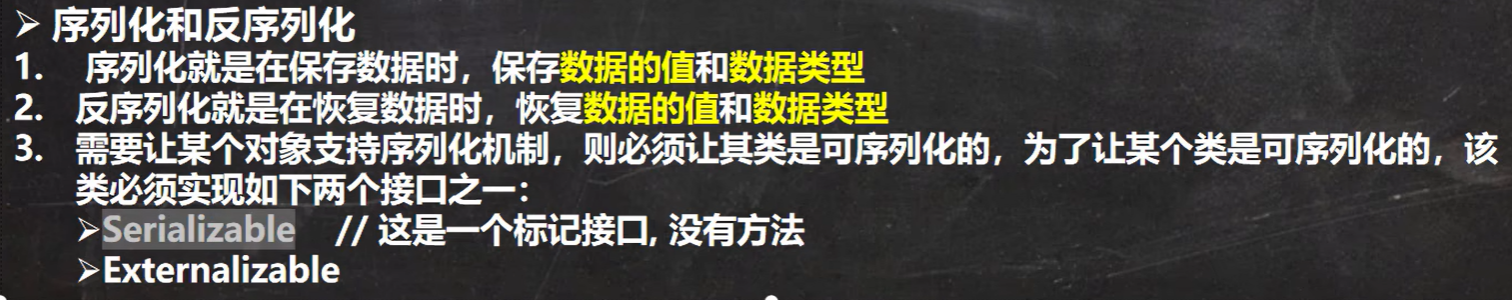 ➢ 序列化和反序列化
1. 序列化就是在保存数据时，保存数据的值和数据类型
2. 反序列化就是在恢复数据时，恢复数据的值和数据类型
3. 需要让某个对象支持序列化机制，则必须让其类是可序列化的，为了让某个类是可序列化的，该
类必须实现如下两个接口之一：
➢Serializable // 这是一个标记接口, 没有方法
➢Externalizable